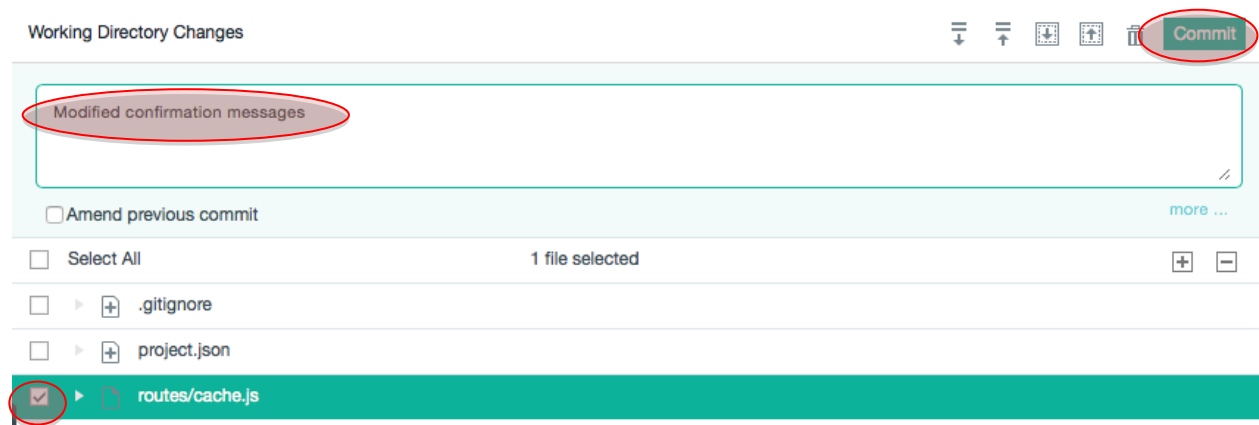 Working Directory Changes
Commit
Modified confirmation messages
Amend previous commit
more ...
Select All
1 file selected
.gitignore
project.json
routes/cache.js